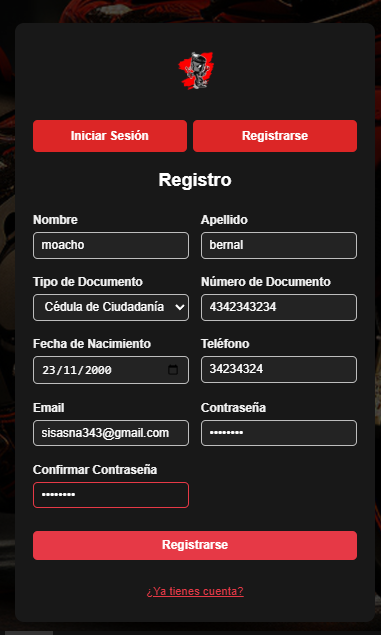 Iniciar Sesión Registrarse
Registro
Nombre Apellido
moacho bernal
Tipo de Documento Número de Documento
Cédula de Ciudadanía 4342343234
Fecha de Nacimiento Teléfono
23/11/2000 34234324
Email Contraseña
sisasna343@gmail.com ••••••••
Confirmar Contraseña
••••••••
Registrarse
¿Ya tienes cuenta?